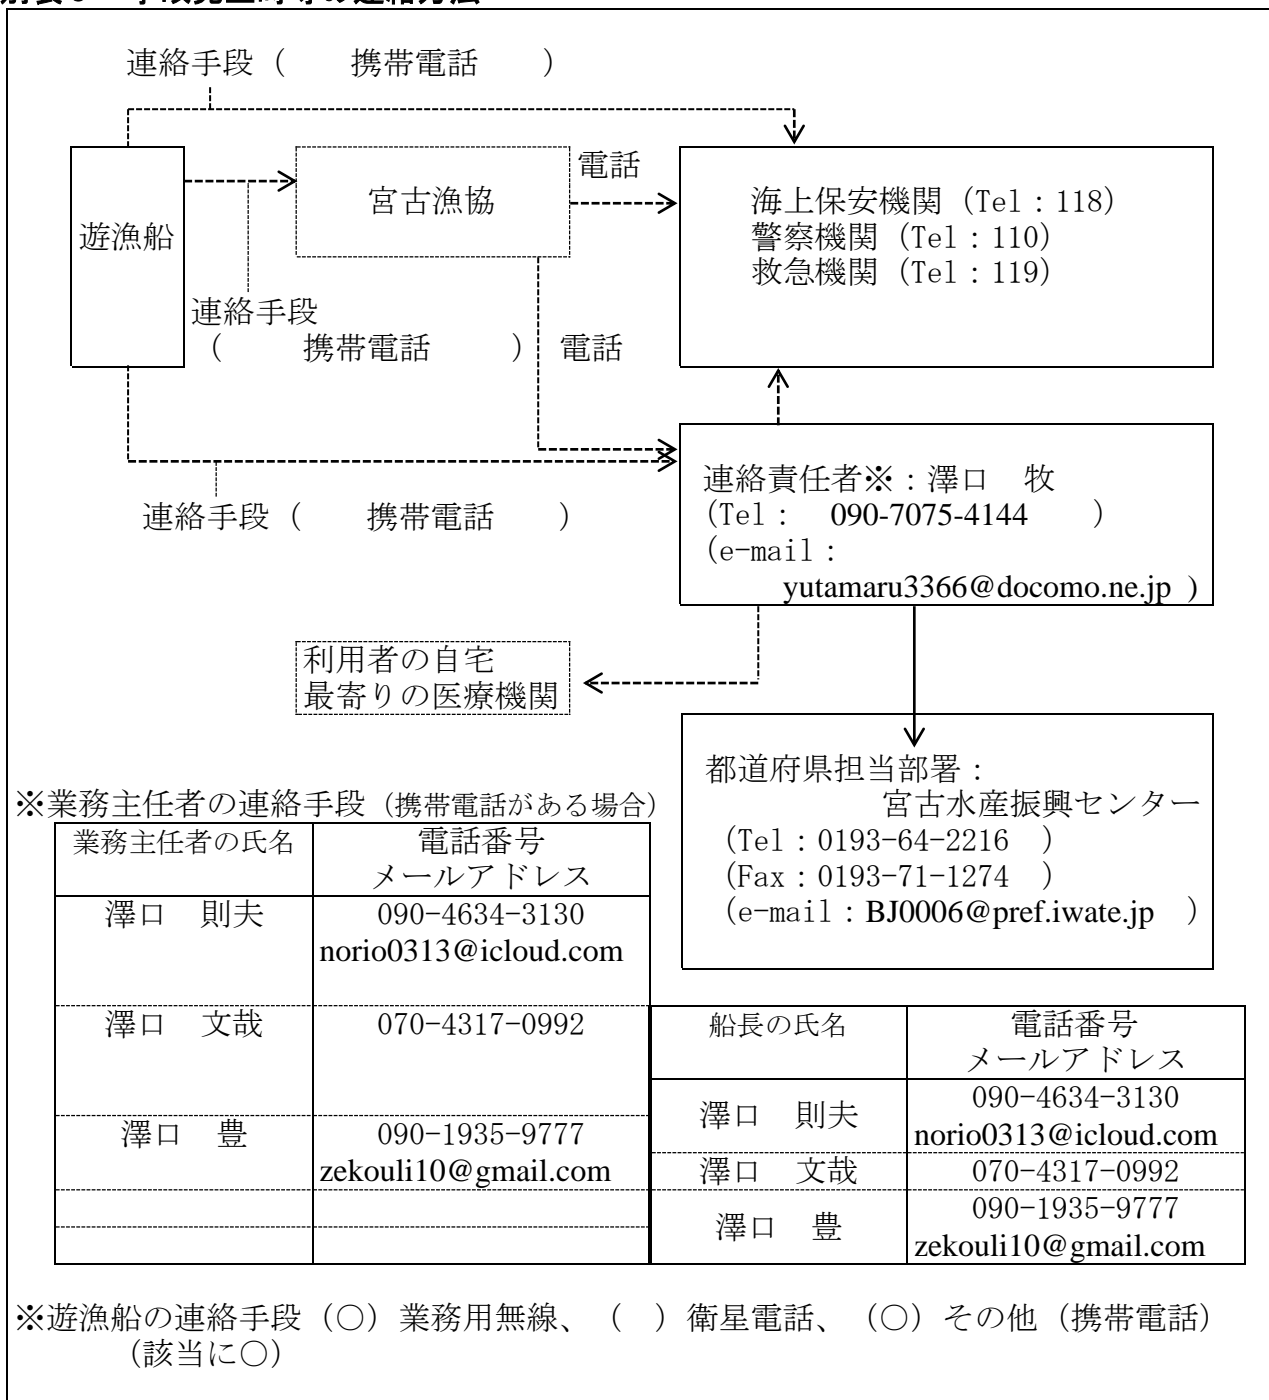 連絡手段（　　携帯電話　　）
遊漁船
宮古漁協
電話
海上保安機関（Tel：118）
警察機関（Tel：110）
救急機関（Tel：119）
連絡手段
（　　携帯電話　　）
電話
連絡手段（　　携帯電話　　）
連絡責任者※：澤口　牧
（Tel：　090-7075-4144　　）
（e-mail：
yutamaru3366@docomo.ne.jp ）
利用者の自宅
最寄りの医療機関
都道府県担当部署：
宮古水産振興センター
（Tel：0193-64-2216　）
（Fax：0193-71-1274　）
（e-mail：BJ0006@pref.iwate.jp　）
※業務主任者の連絡手段（携帯電話がある場合）
業務主任者の氏名
電話番号
メールアドレス
澤口　則夫
090-4634-3130
norio0313@icloud.com
澤口　文哉
070-4317-0992
澤口　豊
090-1935-9777
zekouli10@gmail.com
船長の氏名
電話番号
メールアドレス
澤口　則夫
090-4634-3130
norio0313@icloud.com
澤口　文哉
070-4317-0992
澤口　豊
090-1935-9777
zekouli10@gmail.com
※遊漁船の連絡手段（○）業務用無線、（　）衛星電話、（○）その他（携帯電話）
（該当に○）